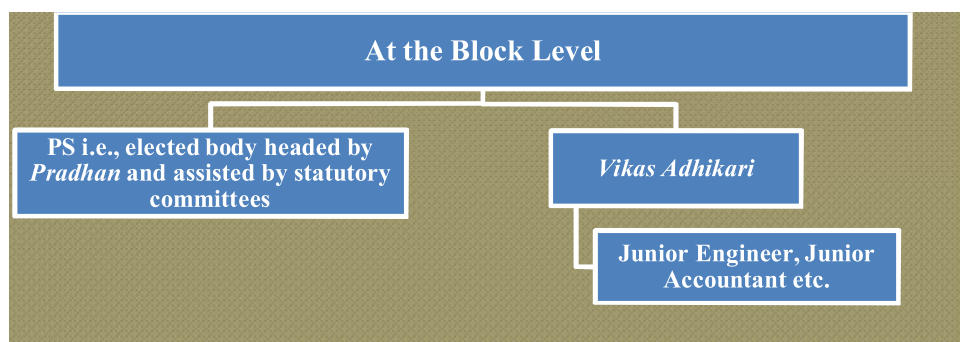 At the Block Level
PS i.e., elected body headed by
Pradhan and assisted by statutory
committees
Vikas Adhikari
Junior Engineer, Junior
Accountant etc.